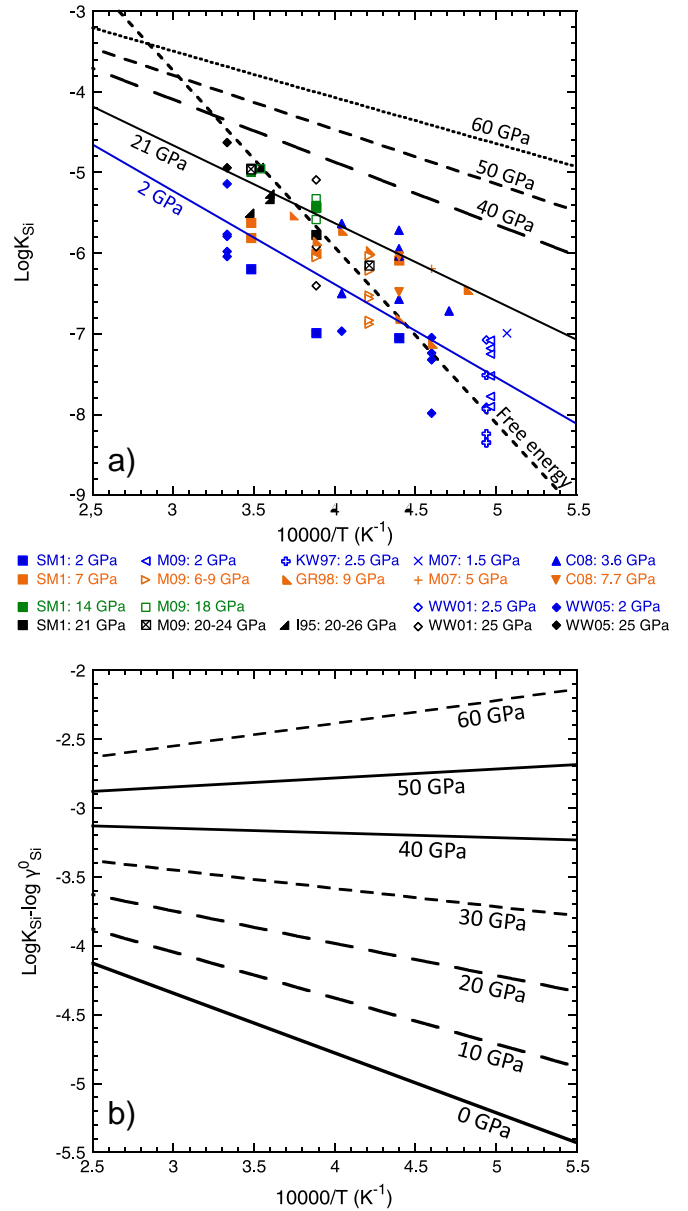 -3
-4
-5
-6
-7
-8
-9
LogK_Si
60 GPa
50 GPa
40 GPa
21 GPa
2 GPa
Free energy
a)
2,5 3 3.5 4 4.5 5 5.5
10000/T (K⁻¹)
SM1: 2 GPa M09: 2 GPa KW97: 2.5 GPa M07: 1.5 GPa C08: 3.6 GPa
SM1: 7 GPa M09: 6-9 GPa GR98: 9 GPa M07: 5 GPa C08: 7.7 GPa
SM1: 14 GPa M09: 18 GPa WW01: 2.5 GPa WW05: 2 GPa
SM1: 21 GPa M09: 20-24 GPa I95: 20-26 GPa WW01: 25 GPa WW05: 25 GPa
-2
-2.5
-3
-3.5
-4
-4.5
-5
-5.5
LogK_Si-log γ⁰_Si
60 GPa
50 GPa
40 GPa
30 GPa
20 GPa
10 GPa
0 GPa
b)
2.5 3 3.5 4 4.5 5 5.5
10000/T (K⁻¹)